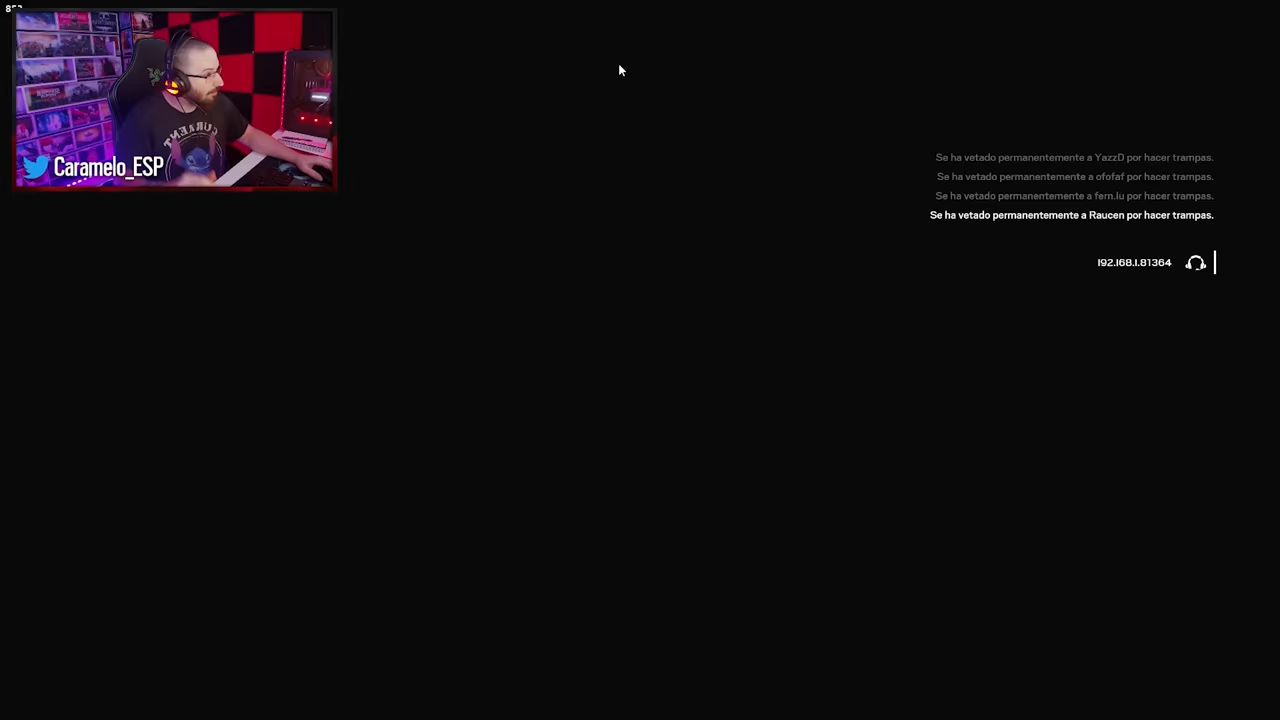 Caramelo_ESP
CURRENT
Se ha vetado permanentemente a YazzD por hacer trampas.
Se ha vetado permanentemente a ofofaf por hacer trampas.
Se ha vetado permanentemente a fern.lu por hacer trampas.
Se ha vetado permanentemente a Raucen por hacer trampas.
192.168.1.81364